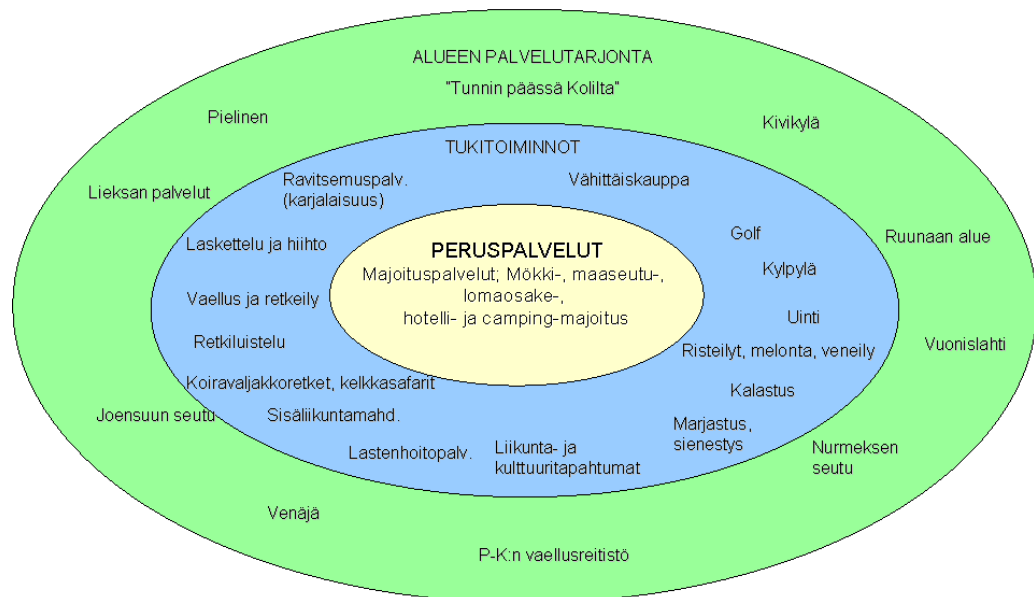 ALUEEN PALVELUTARJONTA
"Tunnin päässä Kolilta"
Pielinen
Kivikylä
Lieksan palvelut
Ruunaan alue
Vuonislahti
Joensuun seutu
Nurmeksen
seutu
Venäjä
P-K:n vaellusreitistö
TUKITOIMINNOT
Ravitsemuspalv.
(karjalaisuus)
Vähittäiskauppa
Laskettelu ja hiihto
Golf
Kylpylä
Vaellus ja retkeily
Uinti
Retkiluistelu
Risteilyt, melonta, veneily
Koiravaljakkoretket, kelkkasafarit
Kalastus
Sisäliikuntamahd.
Marjastus,
sienestys
Lastenhoitopalv.
Liikunta- ja
kulttuuritapahtumat
PERUSPALVELUT
Majoituspalvelut; Mökki-, maaseutu-,
lomaosake-,
hotelli- ja camping-majoitus